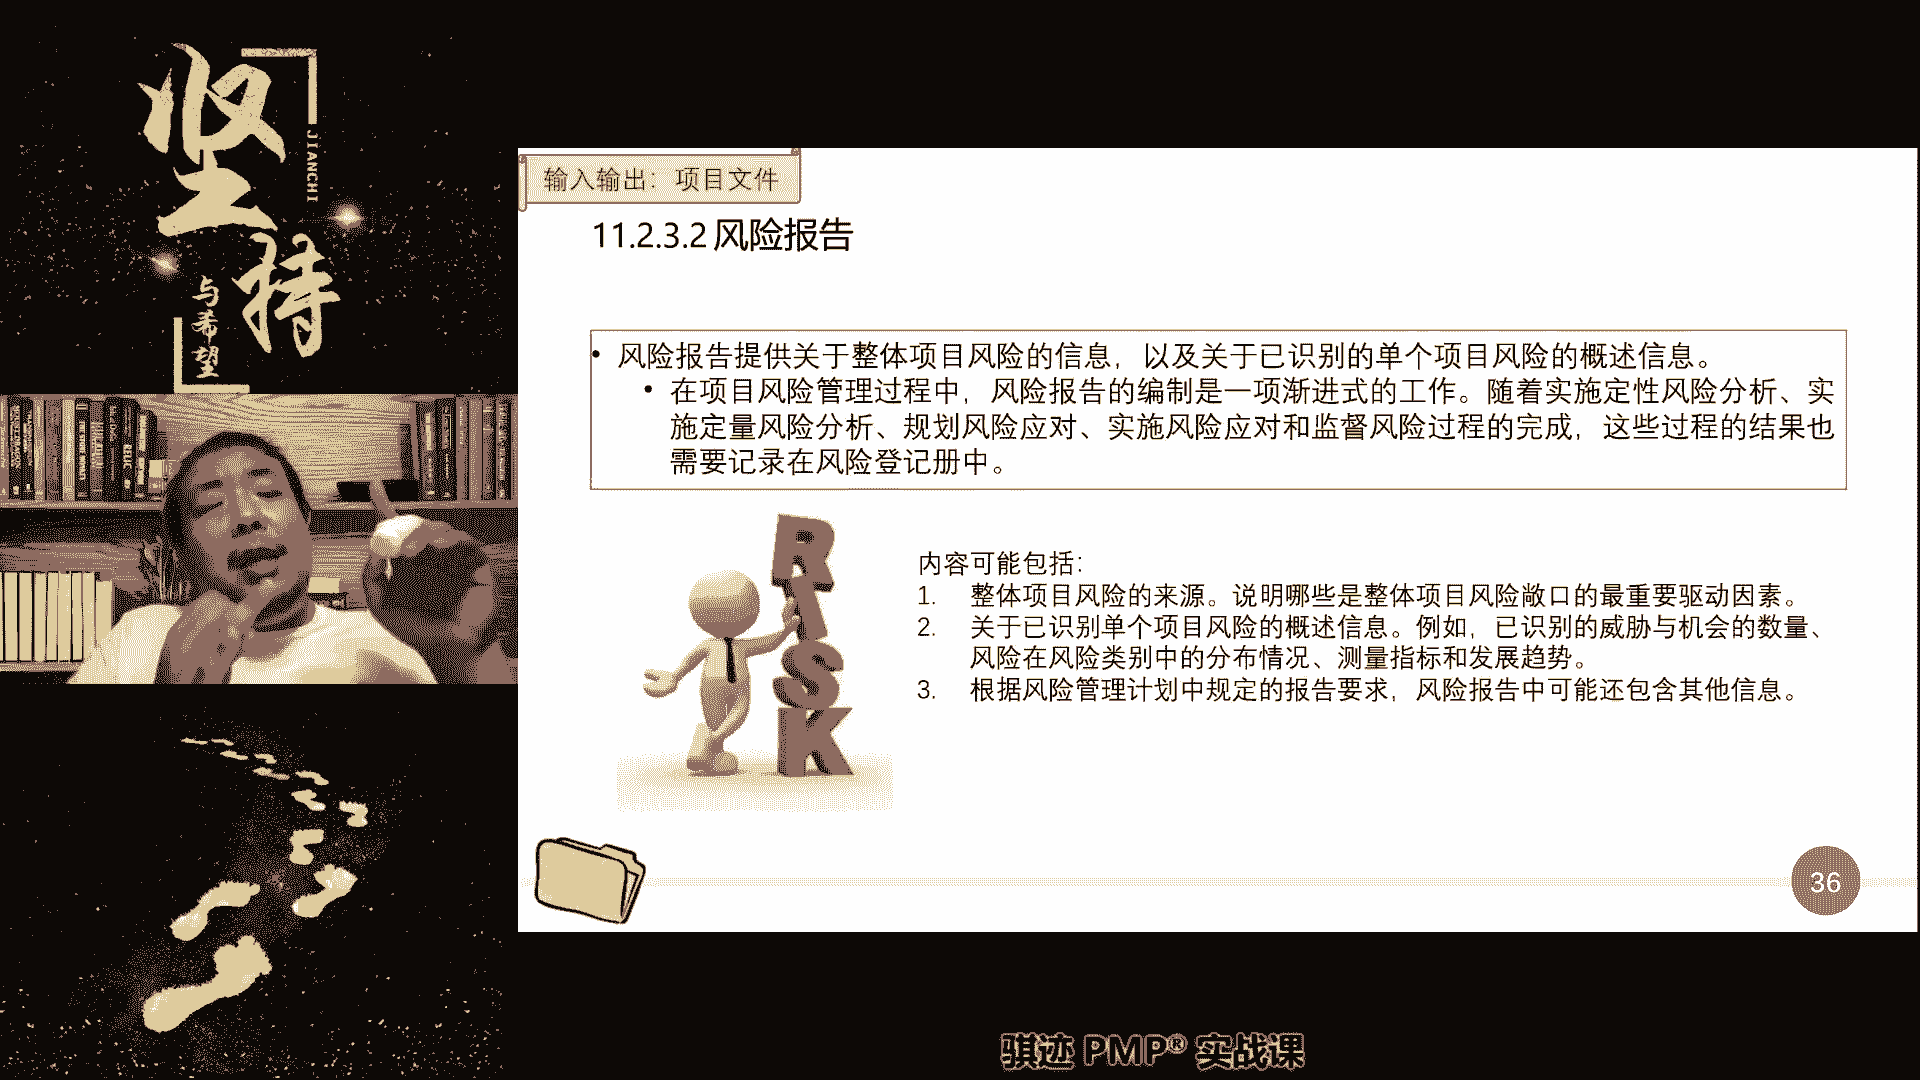 坚持
JIANCHI
与希望
输入输出：项目文件
11.2.3.2 风险报告
• 风险报告提供关于整体项目风险的信息，以及关于已识别的单个项目风险的概述信息。
• 在项目风险管理过程中，风险报告的编制是一项渐进式的工作。随着实施定性风险分析、实
施定量风险分析、规划风险应对、实施风险应对和监督风险过程的完成，这些过程的结果也
需要记录在风险登记册中。
RISK
内容可能包括：
1. 整体项目风险的来源。说明哪些是整体项目风险敞口的最重要驱动因素。
2. 关于已识别单个项目风险的概述信息。例如，已识别的威胁与机会的数量、
风险在风险类别中的分布情况、测量指标和发展趋势。
3. 根据风险管理计划中规定的报告要求，风险报告中可能还包含其他信息。
36
骐迹 PMP® 实战课